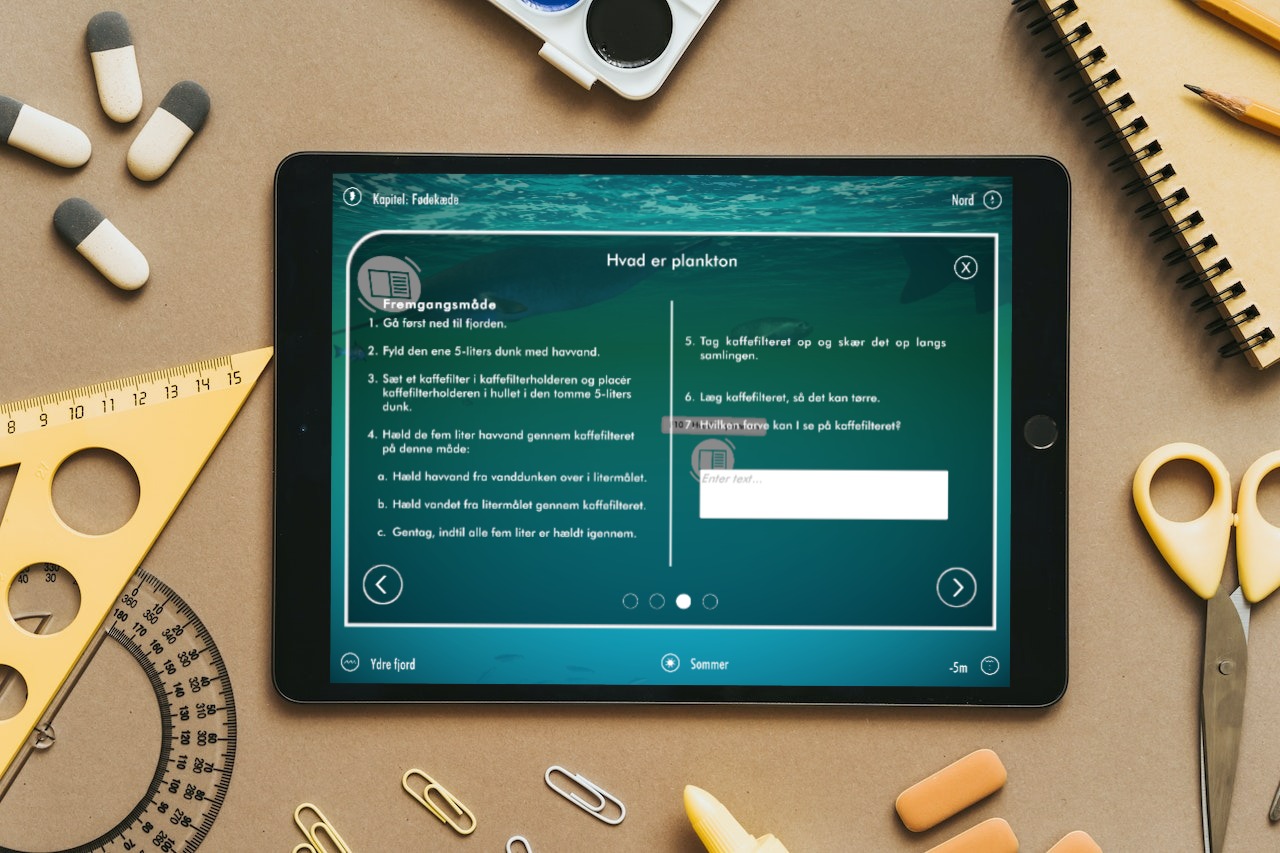 Kapitel: Fødekæde
Nord
Hvad er plankton
X
Fremgangsmåde
1. Gå først ned til fjorden.
2. Fyld den ene 5-liters dunk med havvand.
3. Sæt et kaffefilter i kaffefilterholderen og placér
kaffefilterholderen i hullet i den tomme 5-liters
dunk.
4. Hæld de fem liter havvand gennem kaffefilteret
på denne måde:
a. Hæld havvand fra vanddunken over i litermålet.
b. Hæld vandet fra litermålet gennem kaffefilteret.
c. Gentag, indtil alle fem liter er hældt igennem.
5. Tag kaffefilteret op og skær det op langs
samlingen.
6. Læg kaffefilteret, så det kan tørre.
7. Hvilken farve kan I se på kaffefilteret?
Enter text...
Ydre fjord
Sommer
-5m
8 9 10 11 12 13 14 15